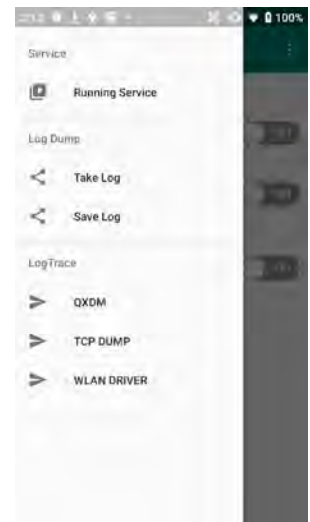 100%
Service
Running Service
Log Dump
Take Log
Save Log
LogTrace
QXDM
TCP DUMP
WLAN DRIVER